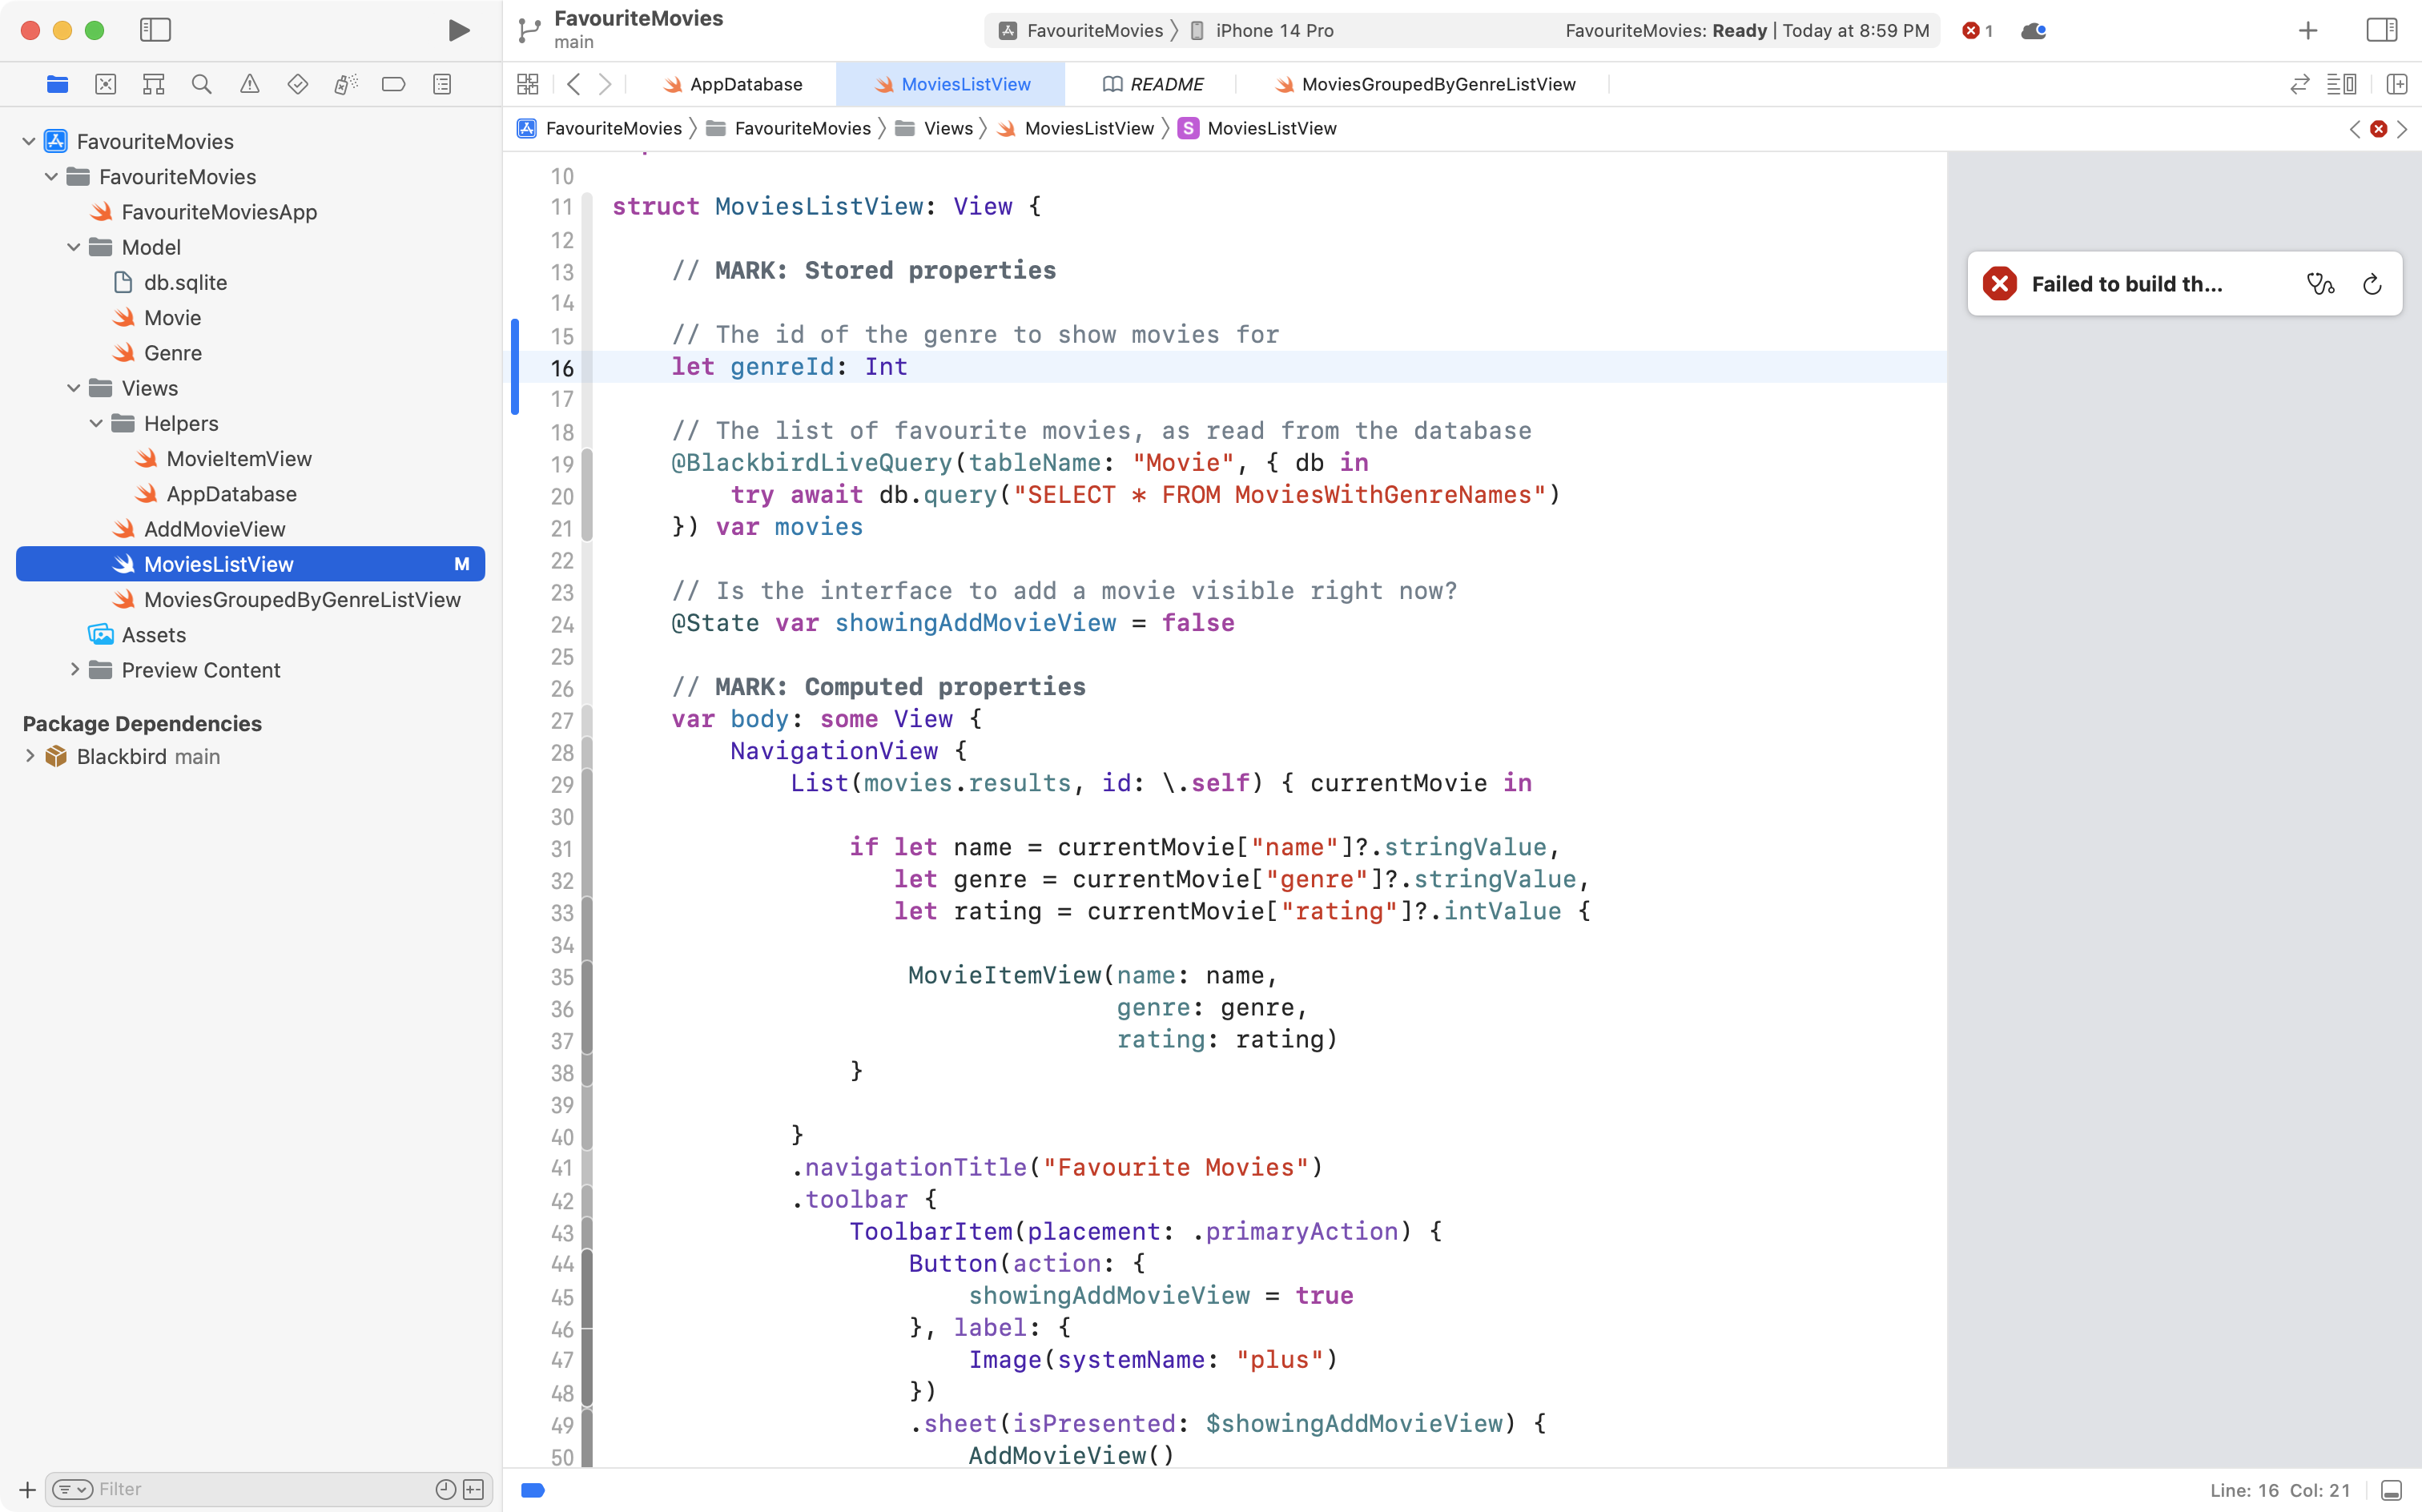 FavouriteMovies
main
FavouriteMovies
iPhone 14 Pro
FavouriteMovies: Ready | Today at 8:59 PM
1
AppDatabase
MoviesListView
README
MoviesGroupedByGenreListView
FavouriteMovies
FavouriteMovies
Views
MoviesListView
S MoviesListView
FavouriteMovies
FavouriteMovies
FavouriteMoviesApp
Model
db.sqlite
Movie
Genre
Views
Helpers
MovieItemView
AppDatabase
AddMovieView
MoviesListView M
MoviesGroupedByGenreListView
Assets
Preview Content
Package Dependencies
Blackbird main
Filter
10
11 struct MoviesListView: View {
12
13 // MARK: Stored properties
14
15 // The id of the genre to show movies for
16 let genreId: Int
17
18 // The list of favourite movies, as read from the database
19 @BlackbirdLiveQuery(tableName: "Movie", { db in
20 try await db.query("SELECT * FROM MoviesWithGenreNames")
21 }) var movies
22
23 // Is the interface to add a movie visible right now?
24 @State var showingAddMovieView = false
25
26 // MARK: Computed properties
27 var body: some View {
28 NavigationView {
29 List(movies.results, id: \.self) { currentMovie in
30
31 if let name = currentMovie["name"]?.stringValue,
32 let genre = currentMovie["genre"]?.stringValue,
33 let rating = currentMovie["rating"]?.intValue {
34
35 MovieItemView(name: name,
36 genre: genre,
37 rating: rating)
38 }
39
40 }
41 .navigationTitle("Favourite Movies")
42 .toolbar {
43 ToolbarItem(placement: .primaryAction) {
44 Button(action: {
45 showingAddMovieView = true
46 }, label: {
47 Image(systemName: "plus")
48 })
49 .sheet(isPresented: $showingAddMovieView) {
50 AddMovieView()
Failed to build th...
Line: 16 Col: 21